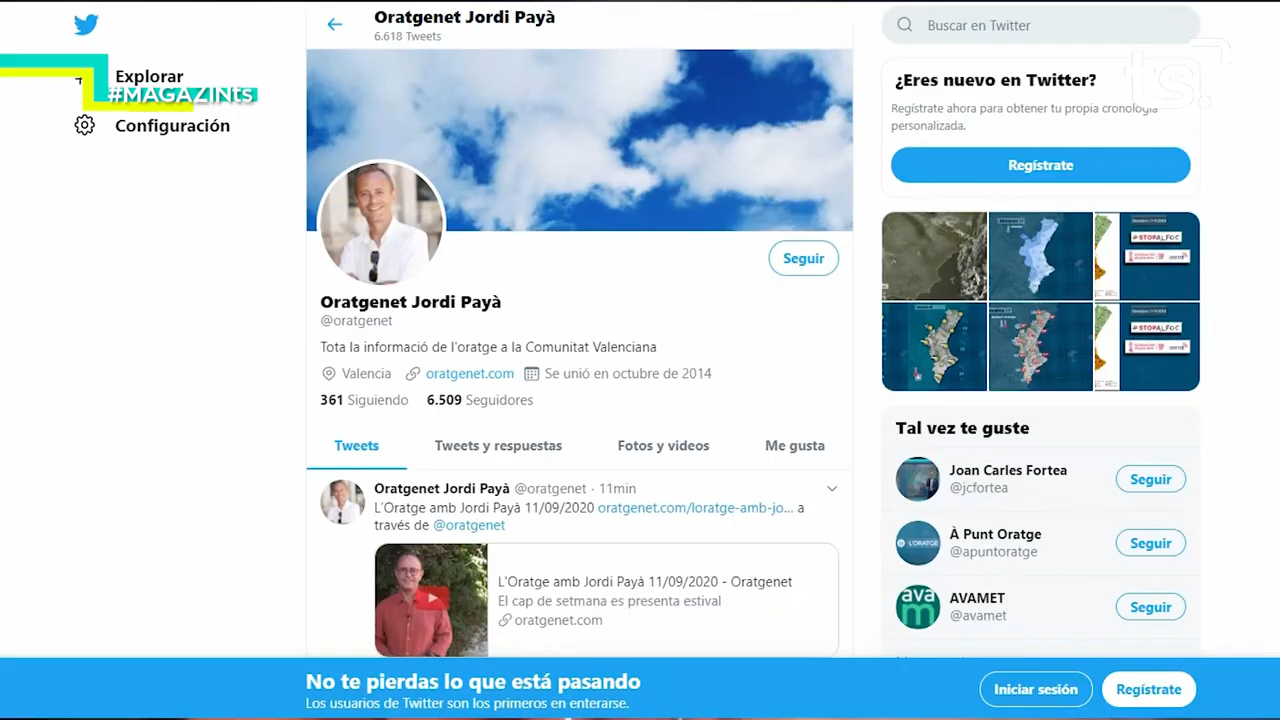 Explorar
#MAGAZINts
Configuración
Oratgenet Jordi Payà
6.618 Tweets
Seguir
Oratgenet Jordi Payà
@oratgenet
Tota la informació de l'oratge a la Comunitat Valenciana
Valencia oratgenet.com Se unió en octubre de 2014
361 Siguiendo 6.509 Seguidores
Tweets Tweets y respuestas Fotos y videos Me gusta
Oratgenet Jordi Payà @oratgenet · 11min
L'Oratge amb Jordi Payà 11/09/2020 oratgenet.com/loratge-amb-jo... a
través de @oratgenet
L'Oratge amb Jordi Payà 11/09/2020 - Oratgenet
El cap de setmana es presenta estival
oratgenet.com
Buscar en Twitter
ts.
¿Eres nuevo en Twitter?
Regístrate ahora para obtener tu propia cronología
personalizada.
Regístrate
#STOPALFOC
#STOPALFOC
Tal vez te guste
Joan Carles Fortea
@jcfortea
Seguir
L'ORATGE
À Punt Oratge
@apuntoratge
Seguir
ava
m
AVAMET
@avamet
Seguir
No te pierdas lo que está pasando
Los usuarios de Twitter son los primeros en enterarse.
Iniciar sesión Regístrate